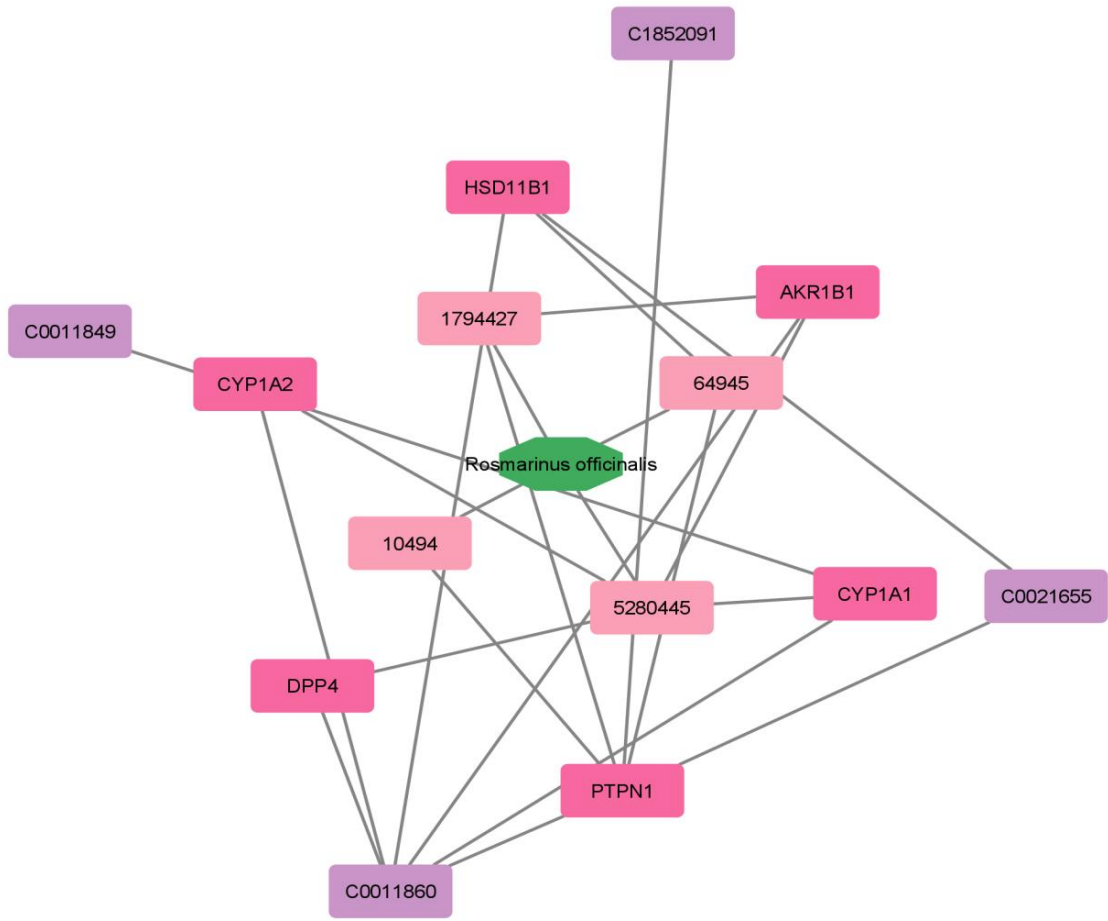 C1852091
HSD11B1
AKR1B1
1794427
C0011849
CYP1A2
64945
Rosmarinus officinalis
10494
CYP1A1
C0021655
5280445
DPP4
PTPN1
C0011860